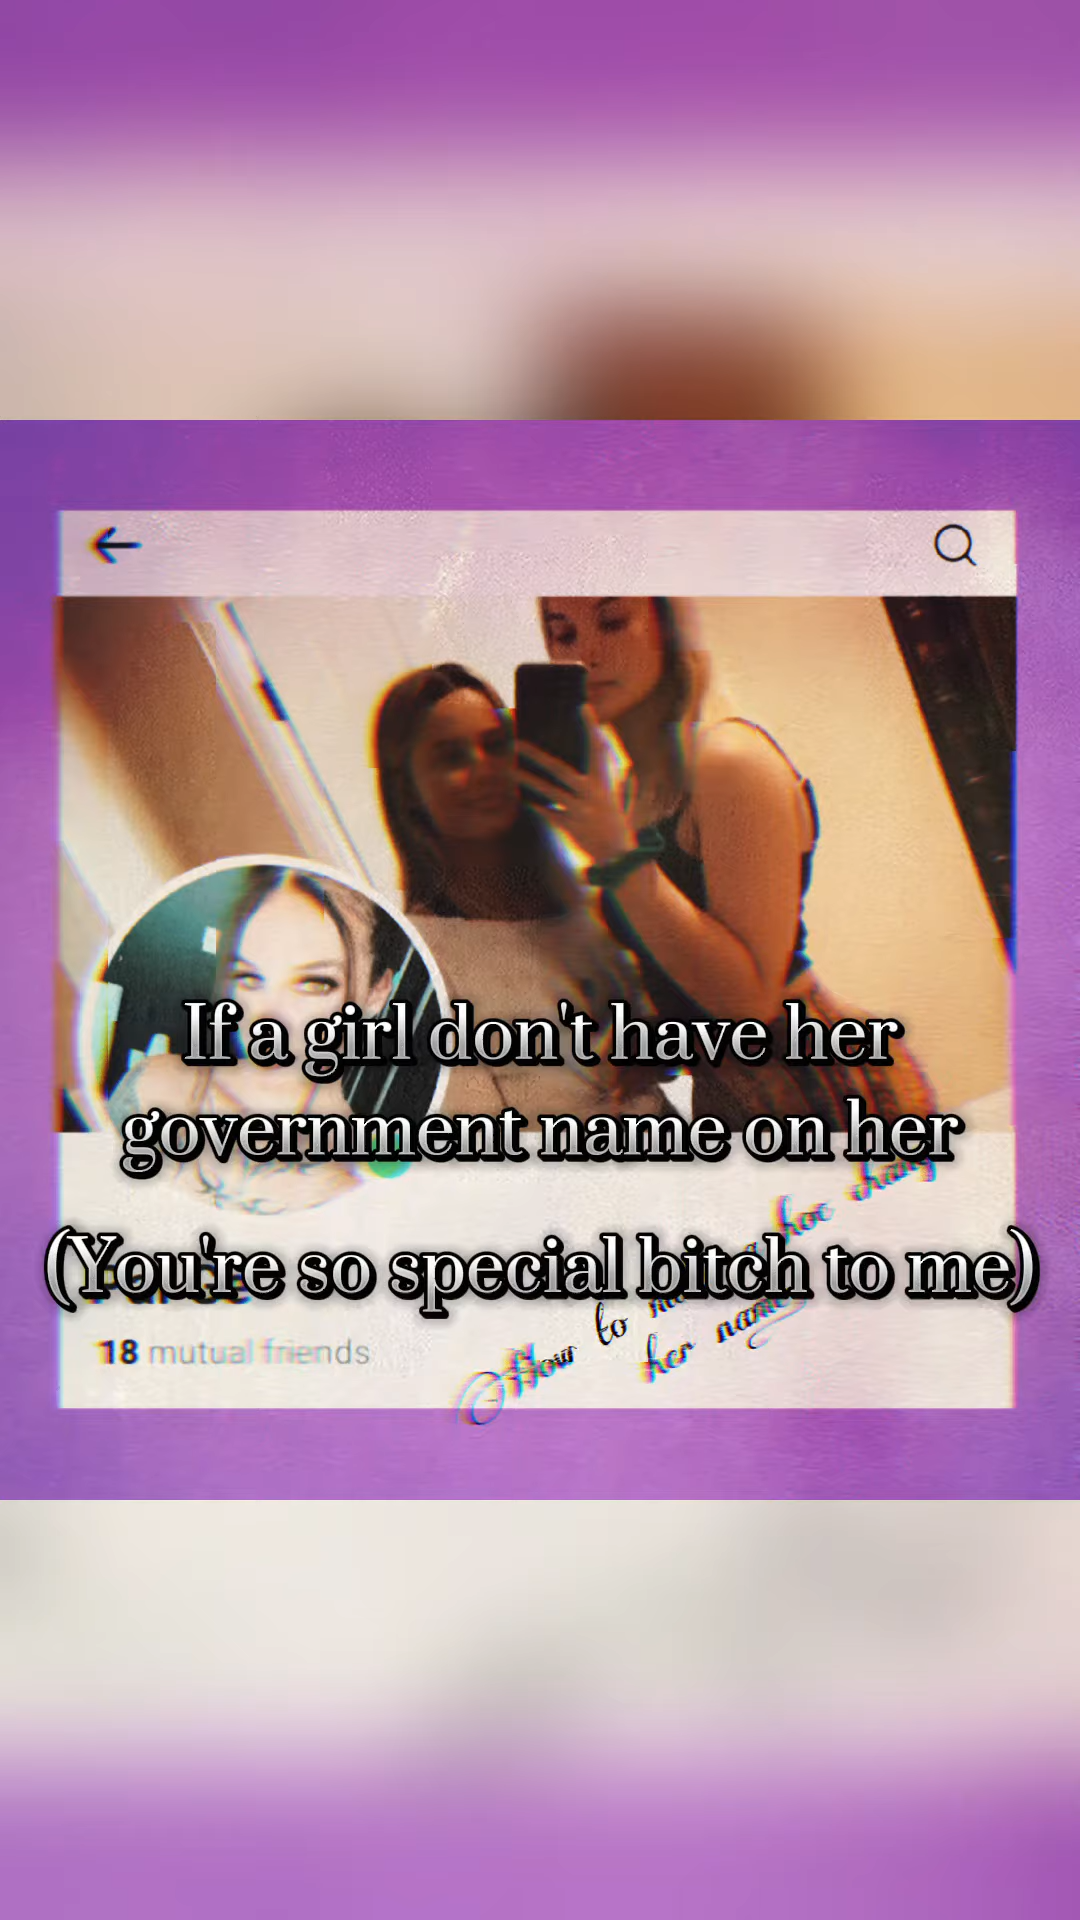 If a girl don't have her
government name on her
(You're so special bitch to me)
18 mutual friends
How to
hoe
her name